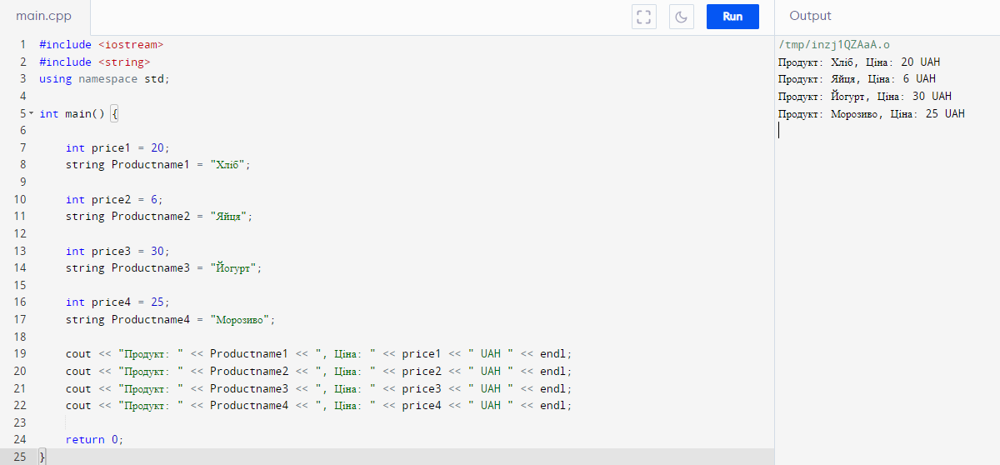 main.cpp
Run
Output
1 #include <iostream>
2 #include <string>
3 using namespace std;
4
5 int main() {
6
7 int price1 = 20;
8 string Productname1 = "Хліб";
9
10 int price2 = 6;
11 string Productname2 = "Яйця";
12
13 int price3 = 30;
14 string Productname3 = "Йогурт";
15
16 int price4 = 25;
17 string Productname4 = "Морозиво";
18
19 cout << "Продукт: " << Productname1 << ", Ціна: " << price1 << " UAH " << endl;
20 cout << "Продукт: " << Productname2 << ", Ціна: " << price2 << " UAH " << endl;
21 cout << "Продукт: " << Productname3 << ", Ціна: " << price3 << " UAH " << endl;
22 cout << "Продукт: " << Productname4 << ", Ціна: " << price4 << " UAH " << endl;
23
24 return 0;
25 }
/tmp/inzj1QZAaA.o
Продукт: Хліб, Ціна: 20 UAH
Продукт: Яйця, Ціна: 6 UAH
Продукт: Йогурт, Ціна: 30 UAH
Продукт: Морозиво, Ціна: 25 UAH